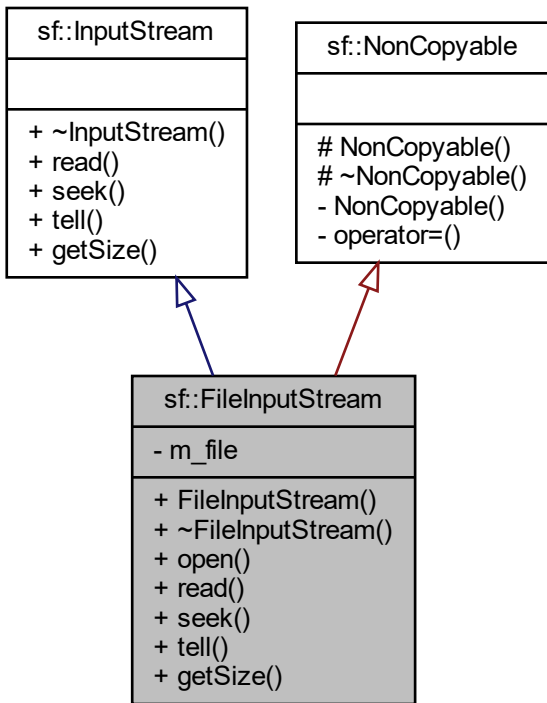 sf::InputStream
+ ~InputStream()
+ read()
+ seek()
+ tell()
+ getSize()
sf::NonCopyable
# NonCopyable()
# ~NonCopyable()
- NonCopyable()
- operator=()
sf::FileInputStream
- m_file
+ FileInputStream()
+ ~FileInputStream()
+ open()
+ read()
+ seek()
+ tell()
+ getSize()